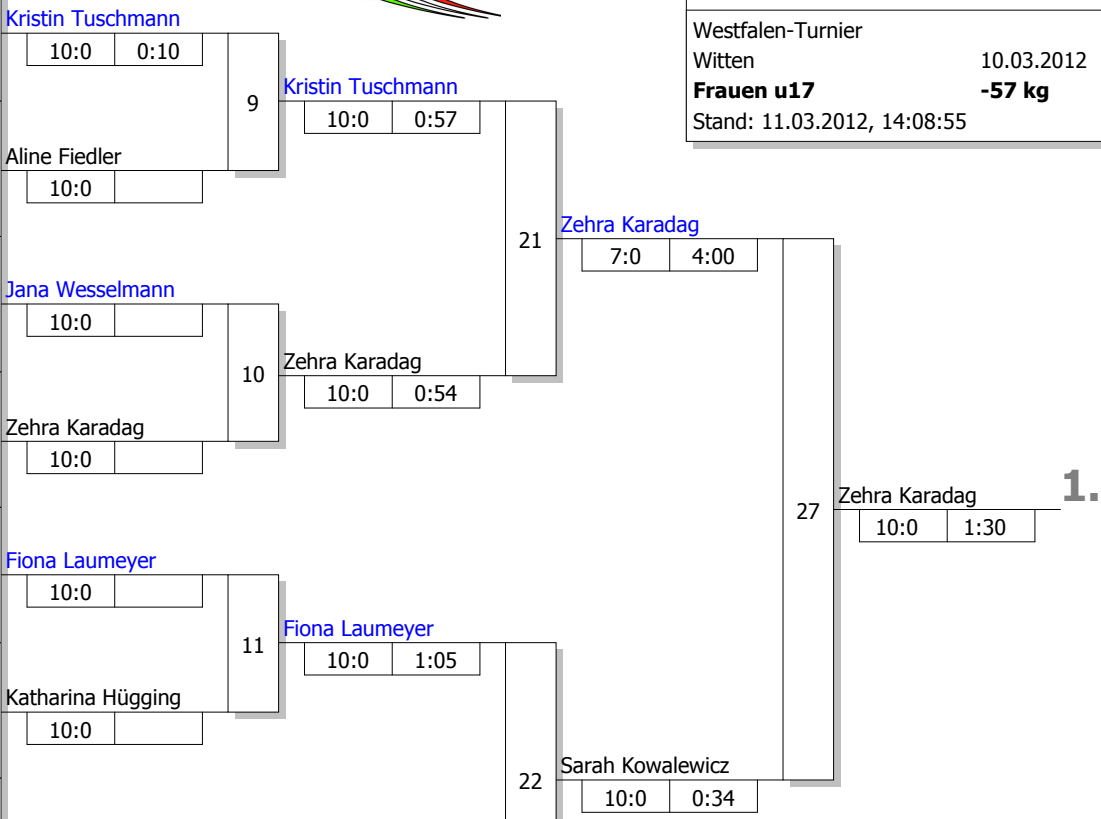 Westfalen-Turnier
Witten 10.03.2012
Frauen u17 -57 kg
Stand: 11.03.2012, 14:08:55
Kristin Tuschmann
10:0 0:10
9
Kristin Tuschmann
10:0 0:57
Aline Fiedler
10:0
21
Zehra Karadag
7:0 4:00
Jana Wesselmann
10:0
10
Zehra Karadag
10:0 0:54
Zehra Karadag
10:0
27
Zehra Karadag 1.
10:0 1:30
Fiona Laumeyer
10:0
11
Fiona Laumeyer
10:0 1:05
Katharina Hügging
10:0
22
Sarah Kowalewicz
10:0 0:34